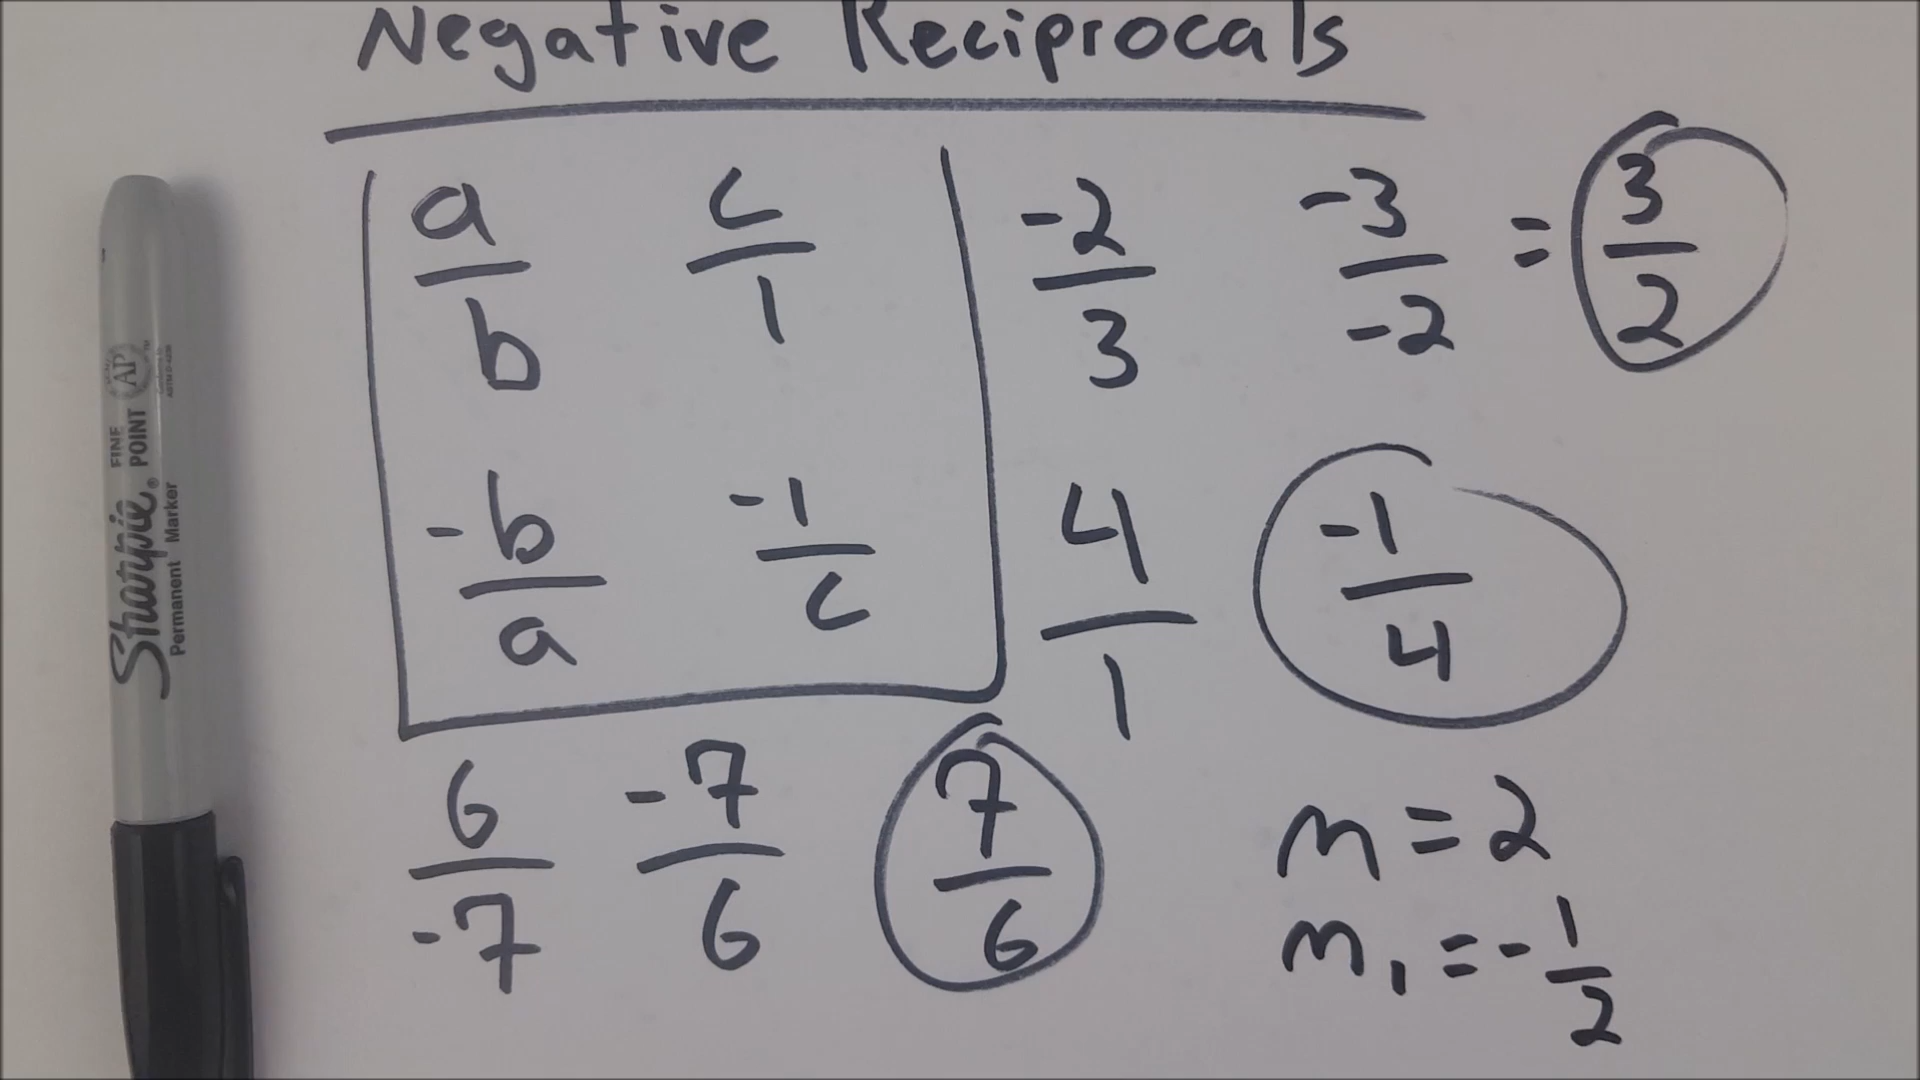 Negative Reciprocals
a/b c/1 -2/3 -3/-2 = 3/2
-b/a -1/c 4/1 -1/4
6/-7 -7/6 7/6
m = 2
m₁ = -1/2
Sharpie®
FINE POINT
Permanent Marker
AP